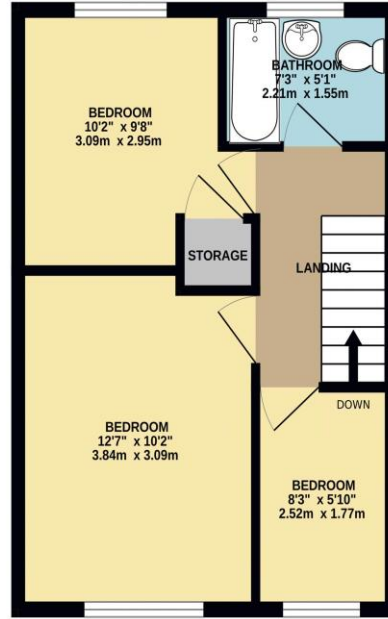 BATHROOM
7'3" x 5'1"
2.21m x 1.55m
BEDROOM
10'2" x 9'8"
3.09m x 2.95m
STORAGE
LANDING
DOWN
BEDROOM
12'7" x 10'2"
3.84m x 3.09m
BEDROOM
8'3" x 5'10"
2.52m x 1.77m